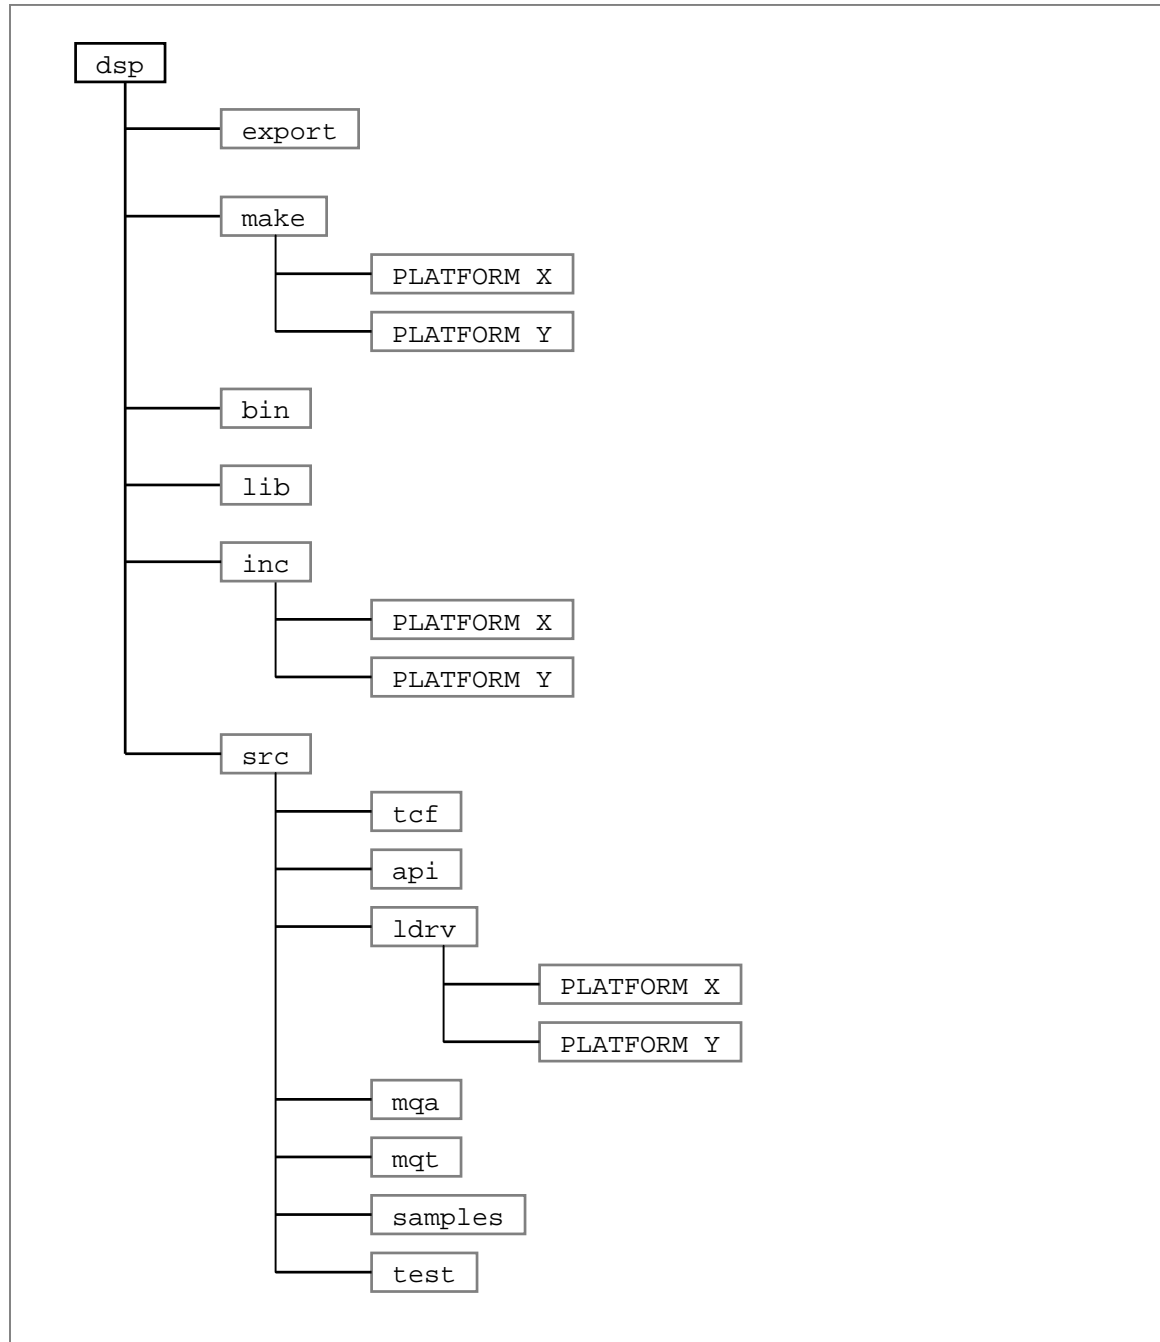 dsp
export
make
PLATFORM X
PLATFORM Y
bin
lib
inc
PLATFORM X
PLATFORM Y
src
tcf
api
ldrv
PLATFORM X
PLATFORM Y
mqa
mqt
samples
test